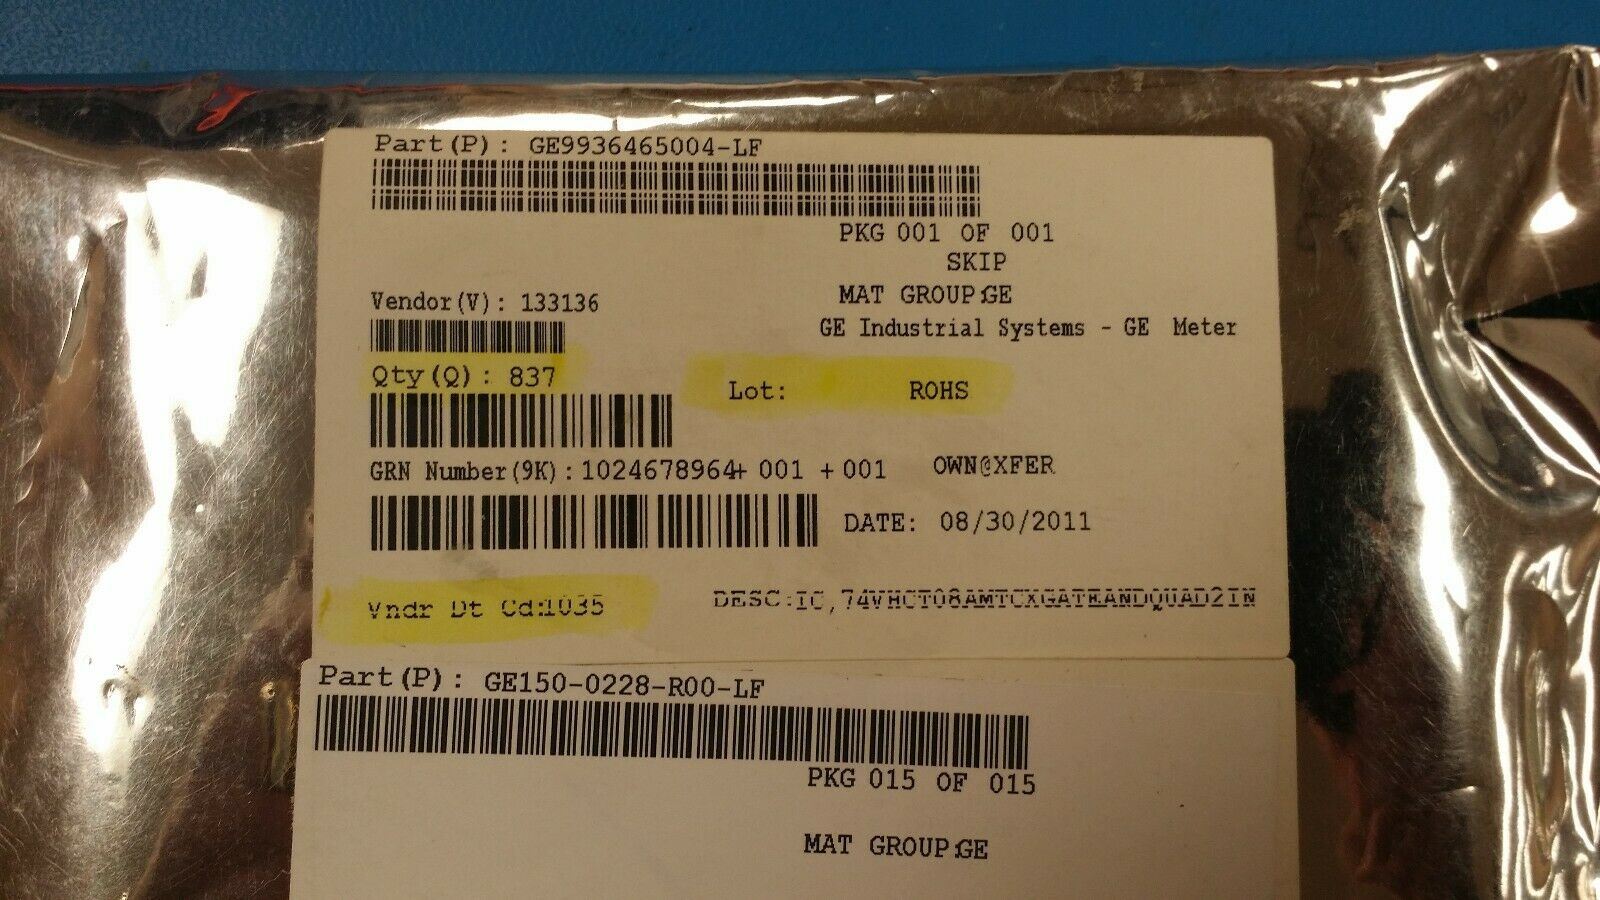 Part(P): GE9936465004-LF
PKG 001 OF 001
SKIP
Vendor(V): 133136
MAT GROUP:GE
GE Industrial Systems - GE Meter
Qty(Q): 837
Lot: ROHS
GRN Number(9K):1024678964+ 001 +001 OWN@XFER
DATE: 08/30/2011
Vndr Dt Cd:1035
DESC:IC,74VHCT08AMTCXGATEANDQUAD2IN
Part(P): GE150-0228-R00-LF
PKG 015 OF 015
MAT GROUP:GE